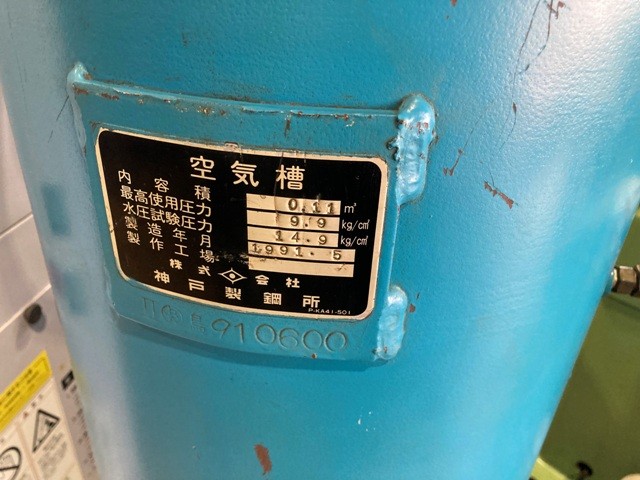 空気槽
内容積 0.11 m³
最高使用圧力 9.9 kg/cm²
水圧試験圧力 14.9 kg/cm²
製造年月 1991.5
製作工場
株式会社
神戸製鋼所
P-KA41-501
910600